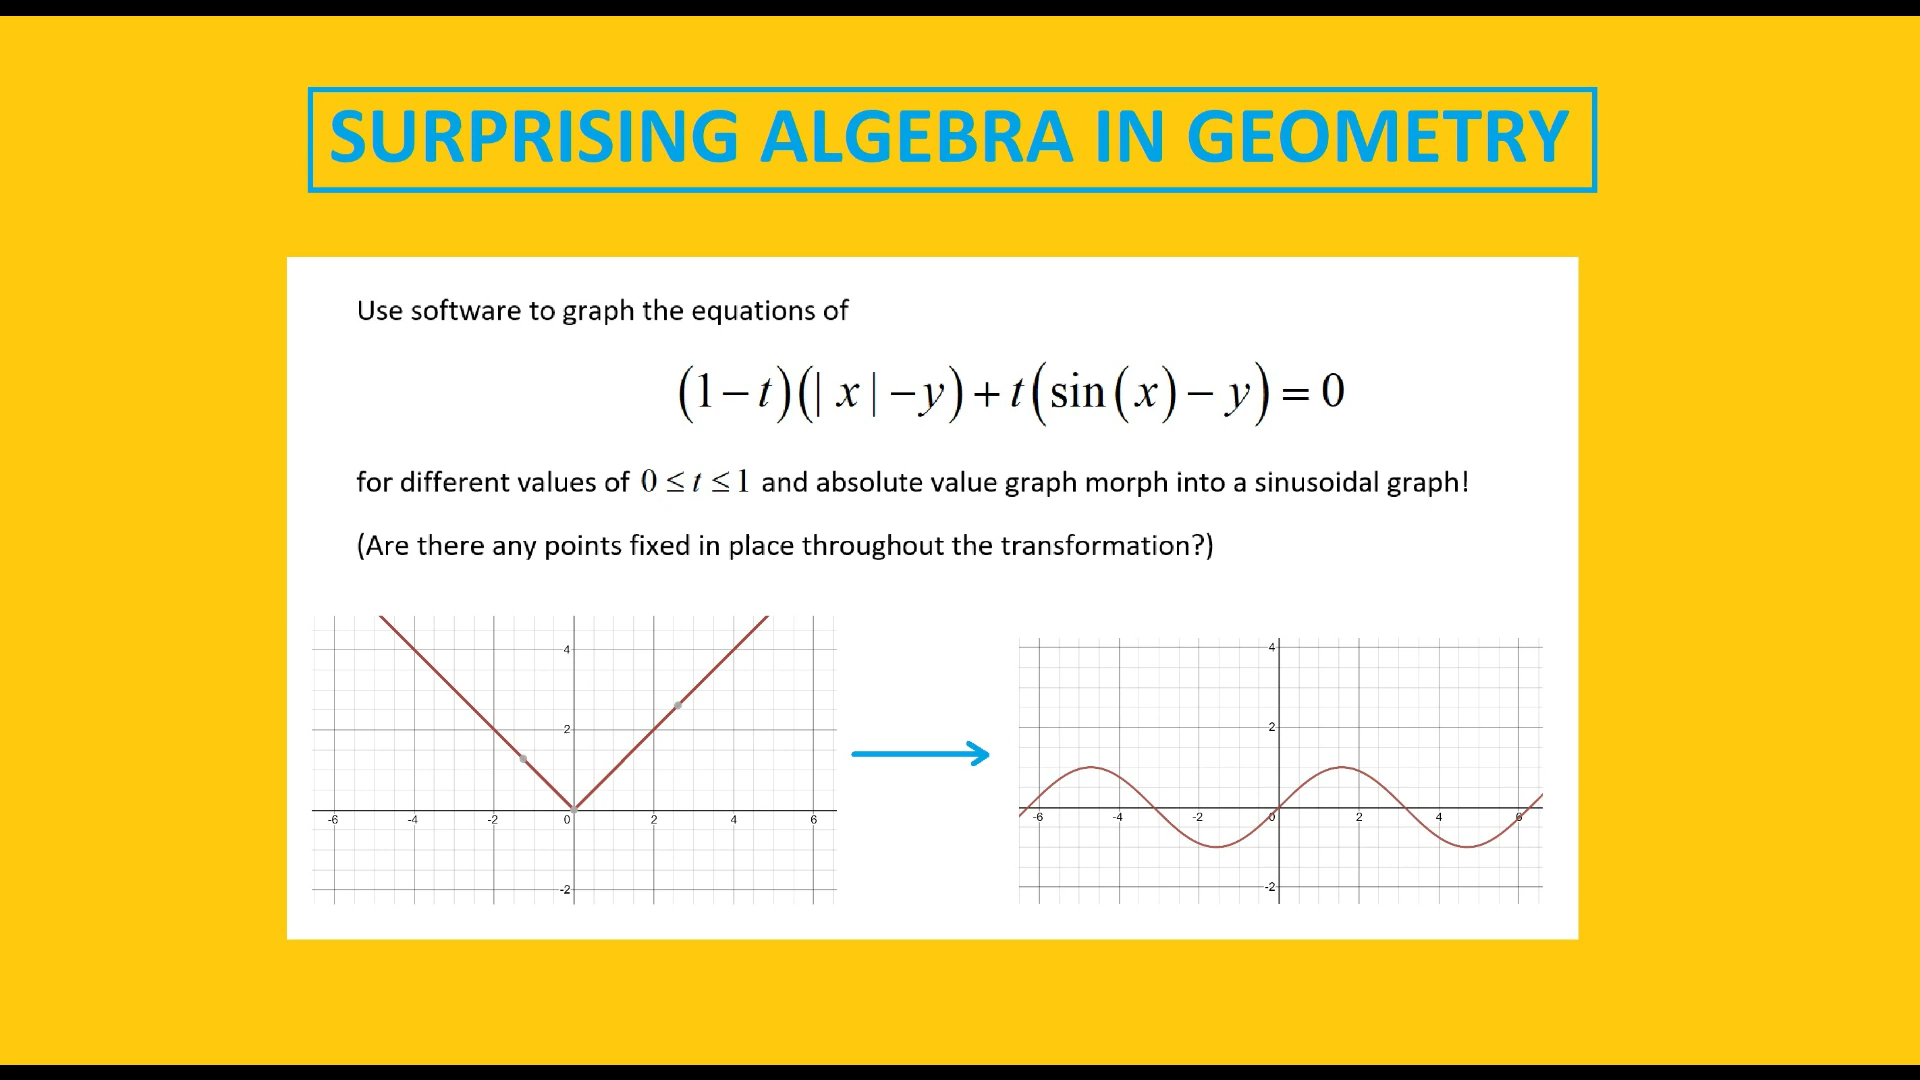 SURPRISING ALGEBRA IN GEOMETRY
Use software to graph the equations of
(1−t)(|x|−y)+t(sin(x)−y)=0
for different values of 0≤t≤1 and absolute value graph morph into a sinusoidal graph!
(Are there any points fixed in place throughout the transformation?)
4
2
-6 -4 -2 0 2 4 6
-2
4
2
-6 -4 -2 0 2 4 6
-2